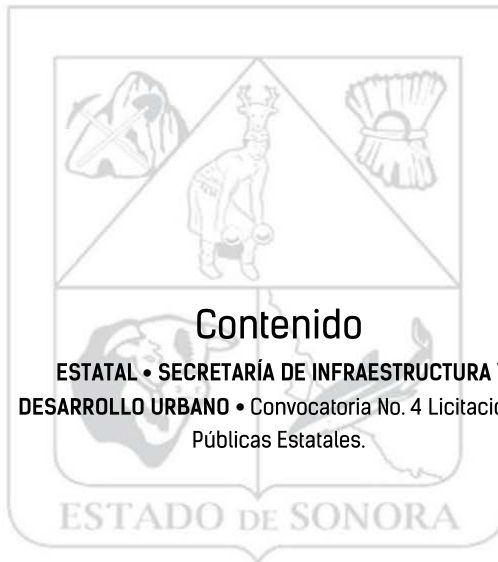 Contenido
ESTATAL • SECRETARÍA DE INFRAESTRUCTURA
DESARROLLO URBANO • Convocatoria No. 4
Públicas Estatales.
ESTADO DE SONORA